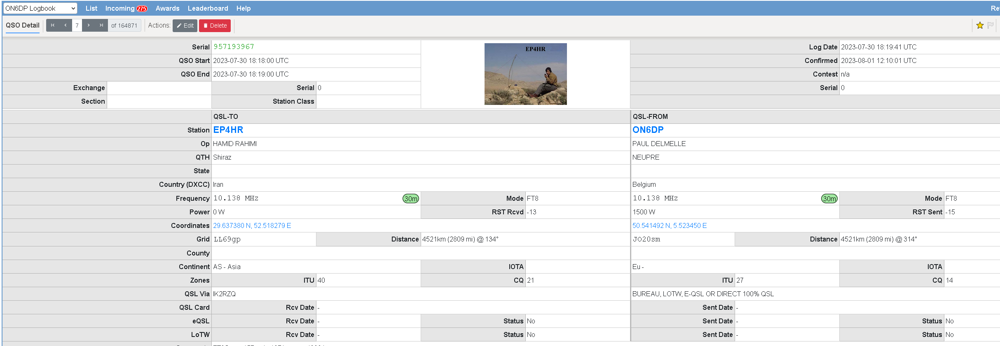 ON6DP Logbook List Incoming 275 Awards Leaderboard Help
QSO Detail 7 of 164871 Actions: Edit Delete
Serial 957193967 EP4HR Log Date 2023-07-30 18:19:41 UTC
QSO Start 2023-07-30 18:18:00 UTC Confirmed 2023-08-01 12:10:01 UTC
QSO End 2023-07-30 18:19:00 UTC Contest n/a
Exchange Serial 0 Serial 0
Section Station Class
QSL-TO QSL-FROM
Station EP4HR ON6DP
Op HAMID RAHIMI PAUL DELMELLE
QTH Shiraz NEUPRE
State
Country (DXCC) Iran Belgium
Frequency 10.138 MHz 30m Mode FT8 10.138 MHz 30m Mode FT8
Power 0 W RST Rcvd -13 1500 W RST Sent -15
Coordinates 29.637380 N, 52.518279 E 50.541492 N, 5.523450 E
Grid LL69gp Distance 4521km (2809 mi) @ 134° JO20sm Distance 4521km (2809 mi) @ 314°
County
Continent AS - Asia IOTA Eu - IOTA
Zones ITU 40 CQ 21 ITU 27 CQ 14
QSL Via IK2RZQ BUREAU, LOTW, E-QSL OR DIRECT 100% QSL
QSL Card Rcv Date - Sent Date -
eQSL Rcv Date - Status No Sent Date - Status No
LoTW Rcv Date - Status No Sent Date - Status No